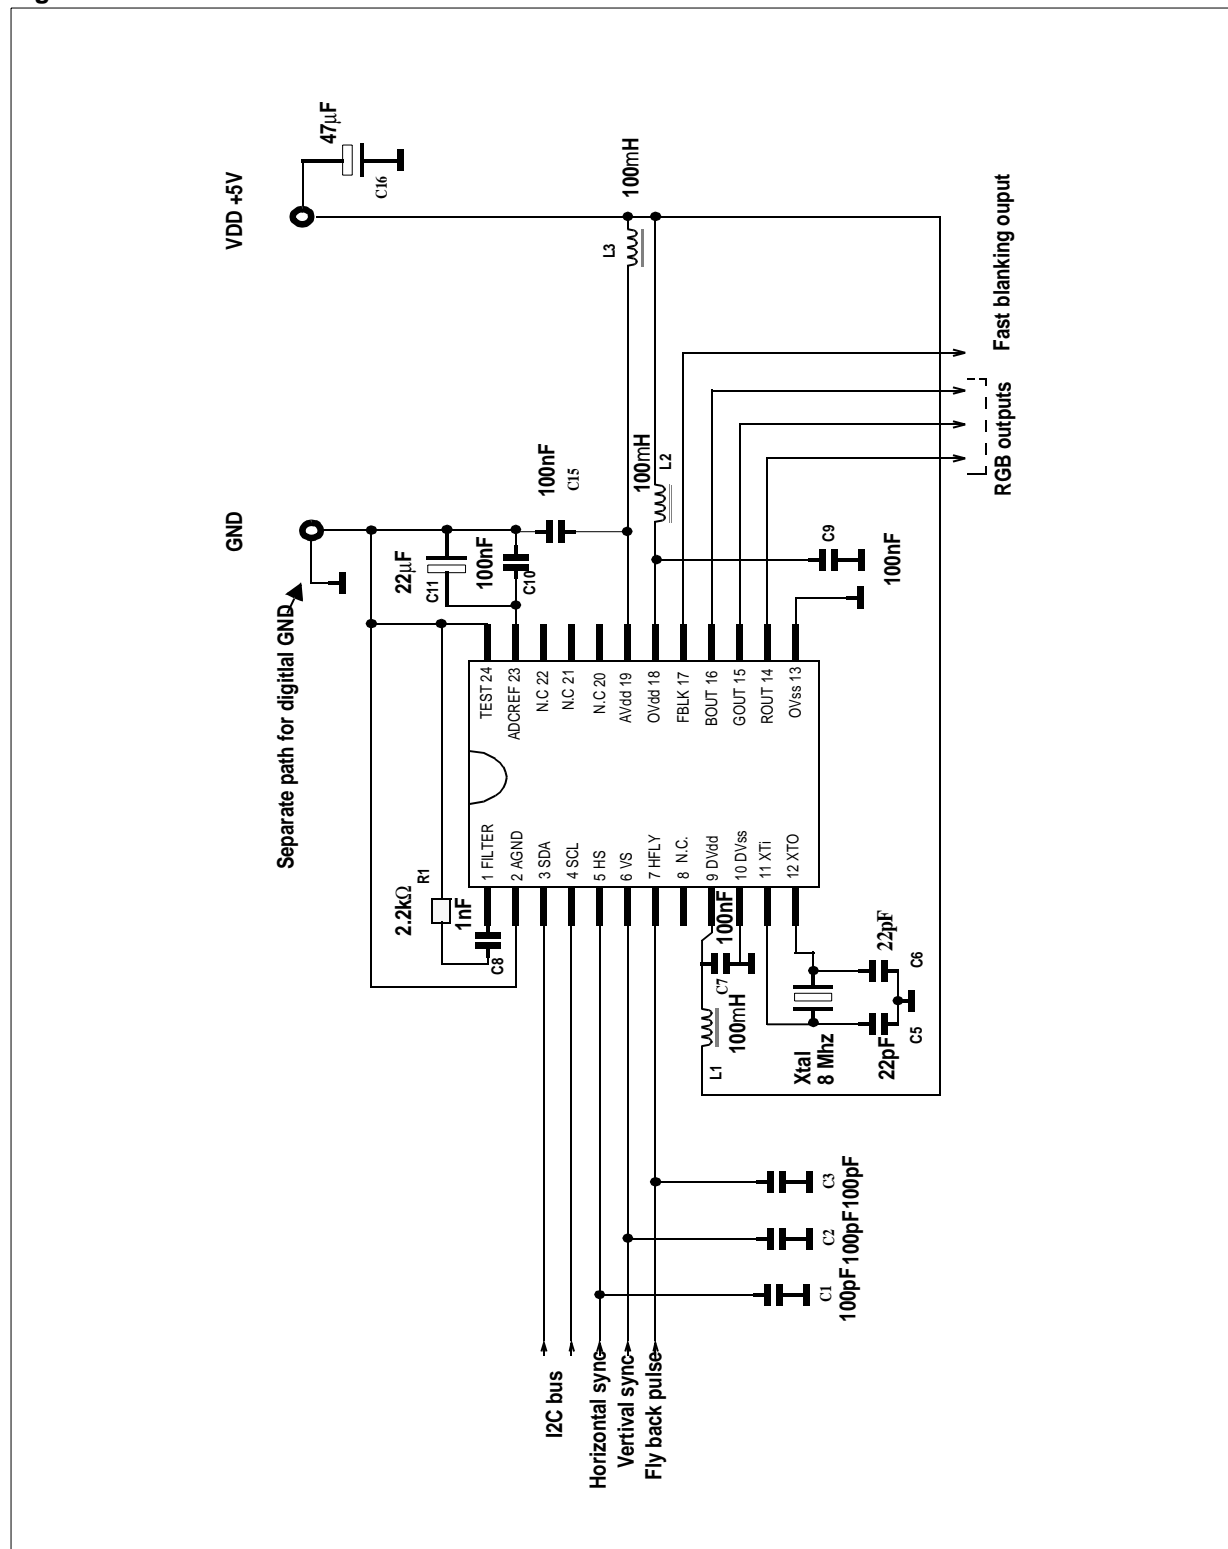 VDD +5V
47µF
C16
100mH
L3
GND
Separate path for digitlal GND
22µF
C11
100nF
C10
100nF
C15
100mH
L2
C9
100nF
Fast blanking ouput
RGB outputs
TEST 24
ADCREF 23
N.C 22
N.C 21
N.C 20
AVdd 19
OVdd 18
FBLK 17
BOUT 16
GOUT 15
ROUT 14
OVss 13
1 FILTER
2 AGND
3 SDA
4 SCL
5 HS
6 VS
7 HFLY
8 N.C.
9 DVdd
10 DVss
11 XTi
12 XTO
2.2kΩ
R1
1nF
C8
100nF
C7
100mH
L1
Xtal
8 Mhz
22pF
C6
22pF
C5
C3
100pF
C2
100pF
C1
100pF
I2C bus
Horizontal sync
Vertival sync
Fly back pulse